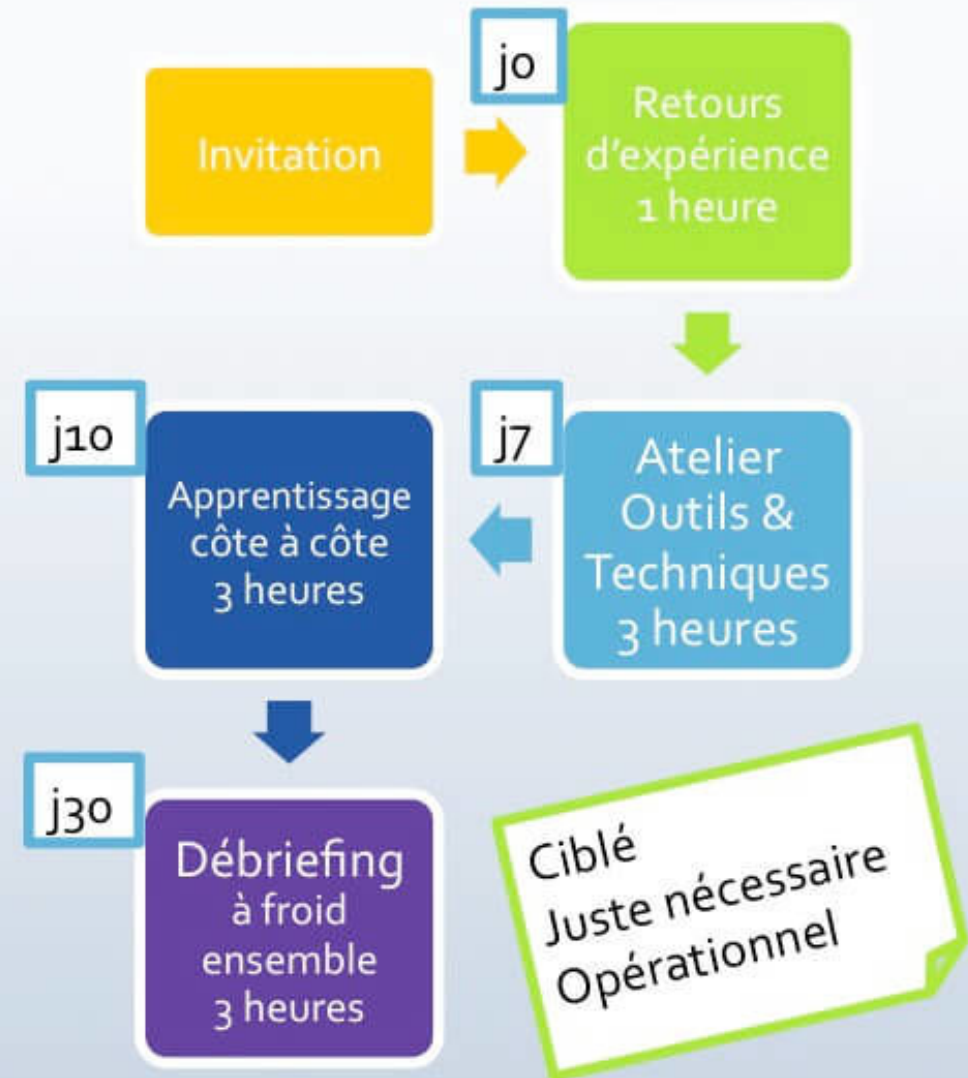 Invitation
j0
Retours
d'expérience
1 heure
j7
Atelier
Outils &
Techniques
3 heures
j10
Apprentissage
côte à côte
3 heures
j30
Débriefing
à froid
ensemble
3 heures
Ciblé
Juste nécessaire
Opérationnel